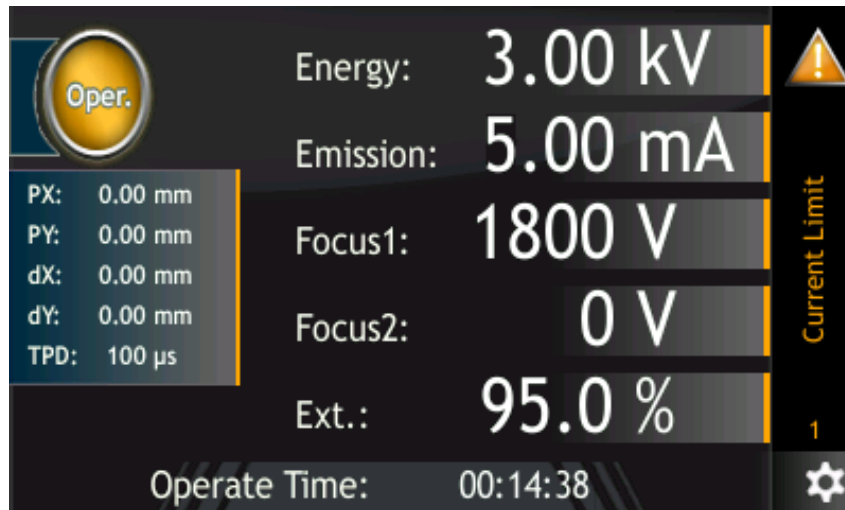 Oper.
PX: 0.00 mm
PY: 0.00 mm
dX: 0.00 mm
dY: 0.00 mm
TPD: 100 µs
Energy: 3.00 kV
Emission: 5.00 mA
Focus1: 1800 V
Focus2: 0 V
Ext.: 95.0 %
Operate Time: 00:14:38
Current Limit
1